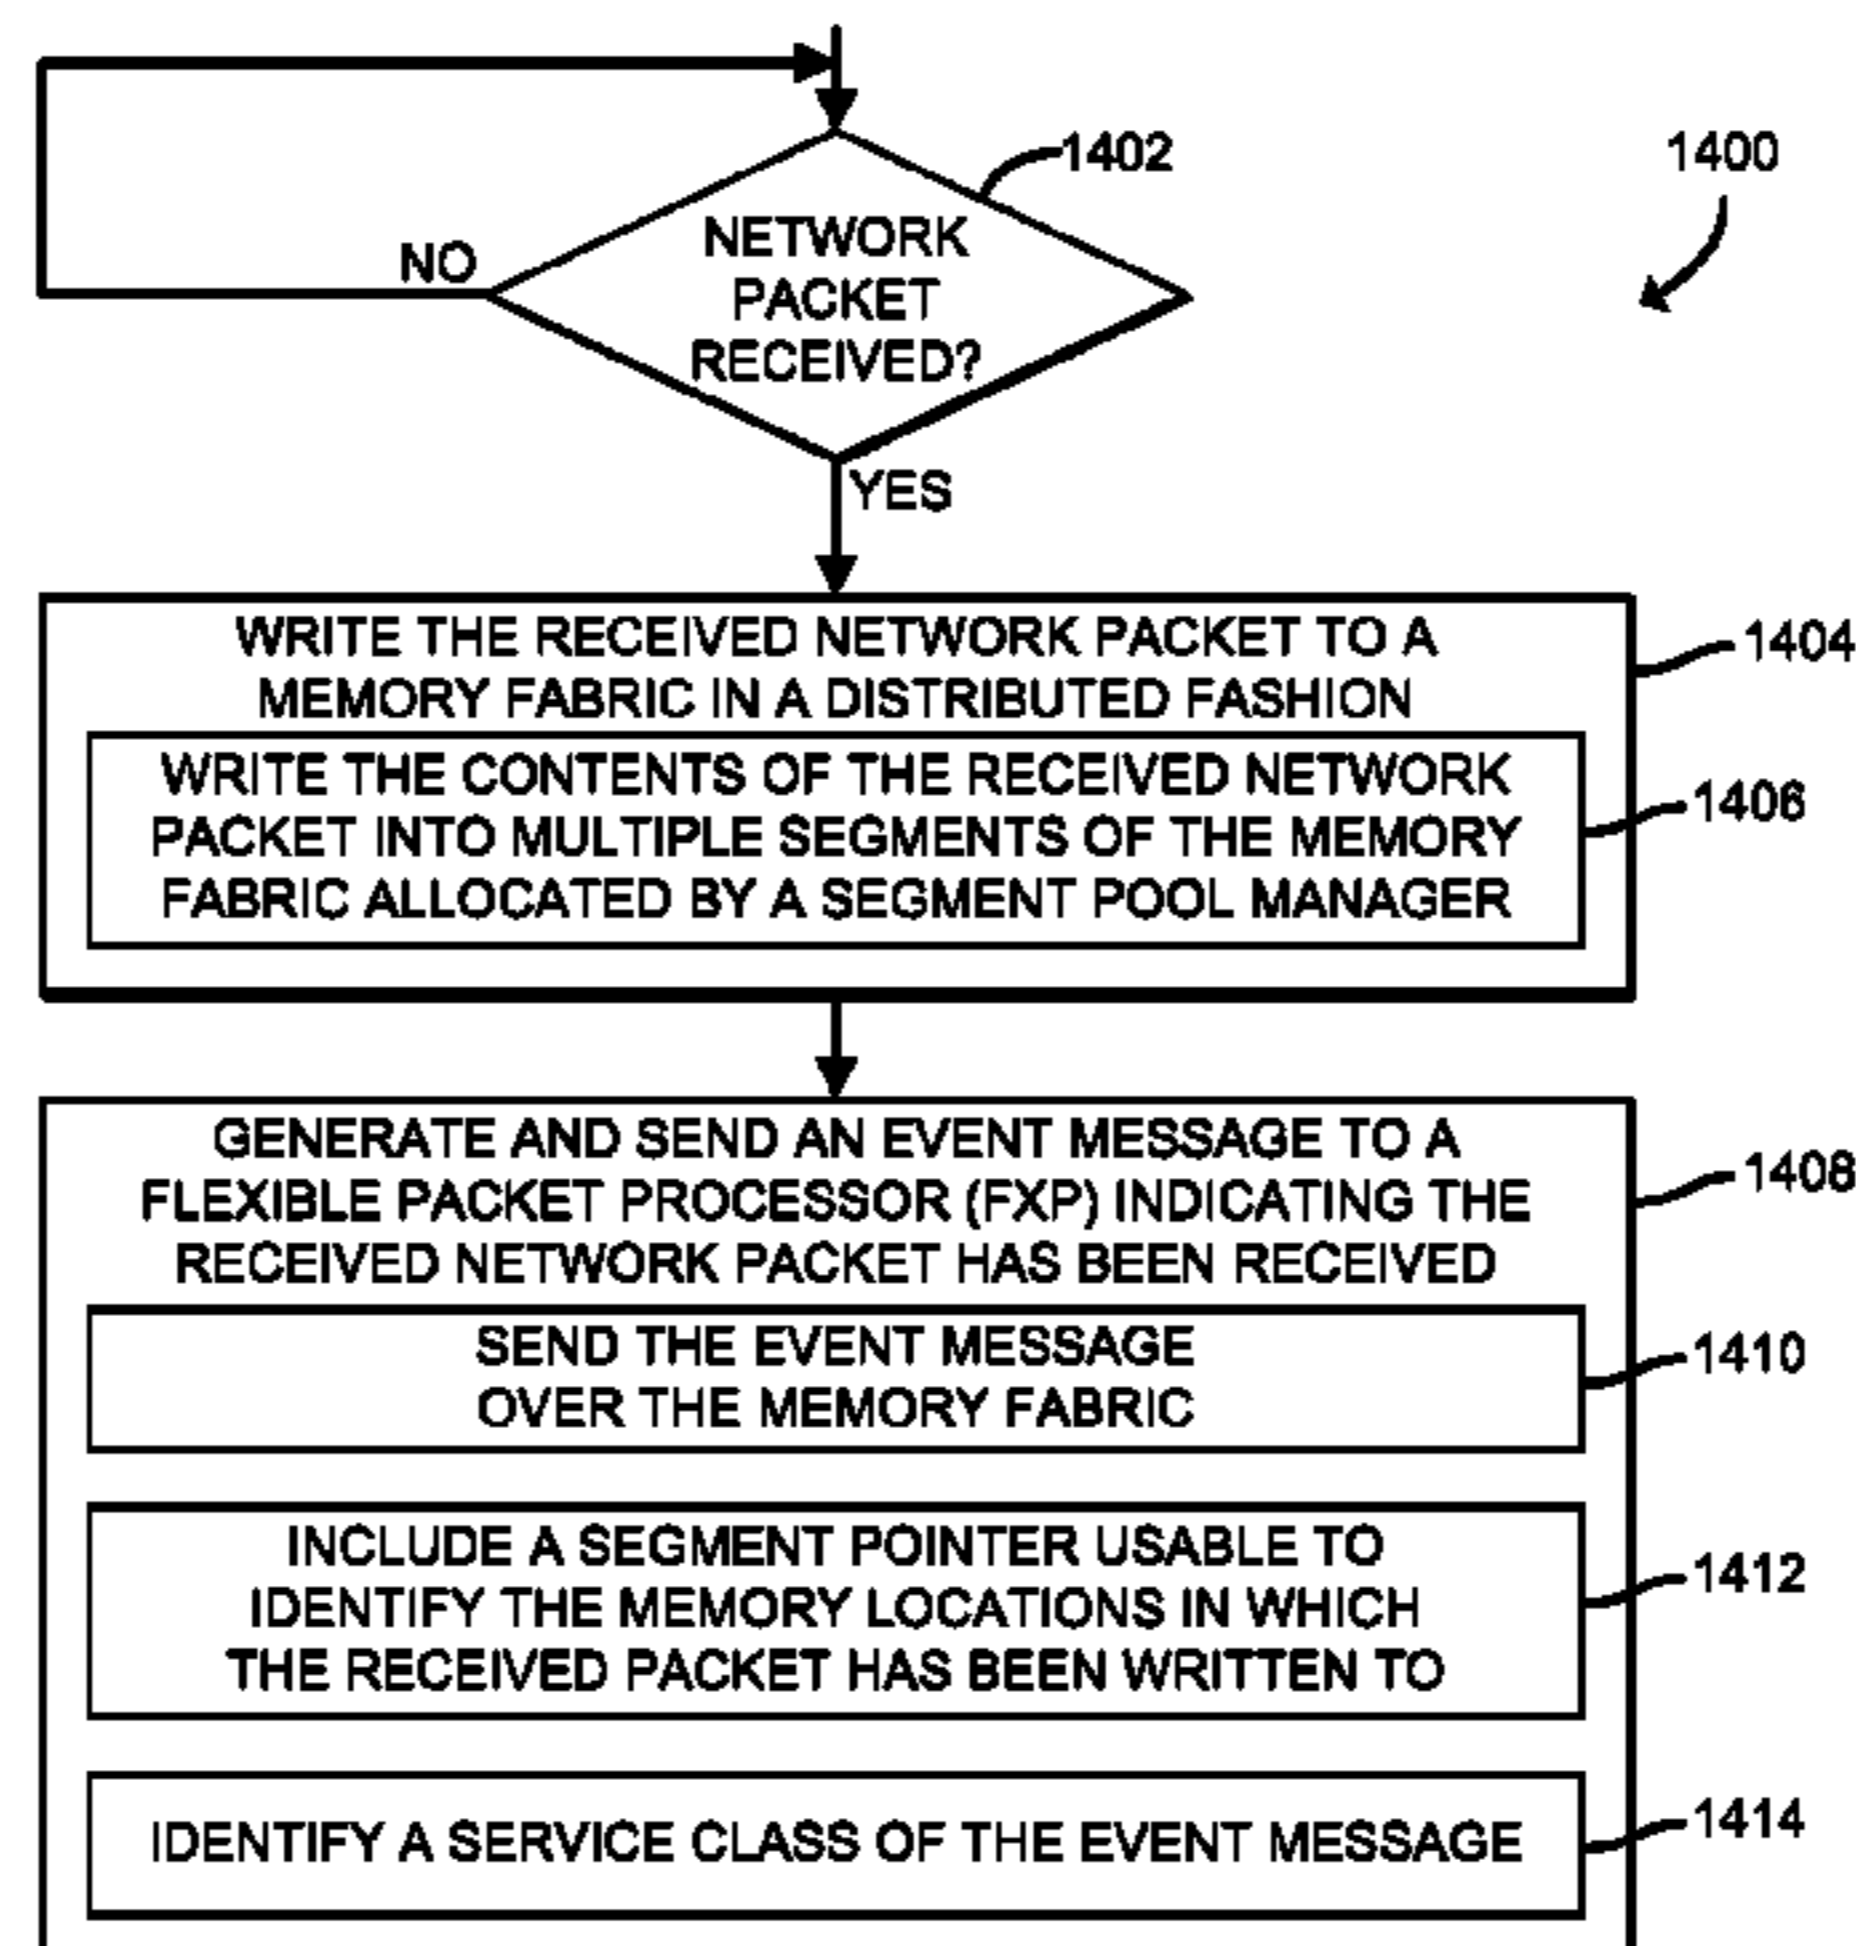 1402
1400
NETWORK
PACKET
RECEIVED?
NO
YES
WRITE THE RECEIVED NETWORK PACKET TO A
MEMORY FABRIC IN A DISTRIBUTED FASHION
1404
WRITE THE CONTENTS OF THE RECEIVED NETWORK
PACKET INTO MULTIPLE SEGMENTS OF THE MEMORY
FABRIC ALLOCATED BY A SEGMENT POOL MANAGER
1406
GENERATE AND SEND AN EVENT MESSAGE TO A
FLEXIBLE PACKET PROCESSOR (FXP) INDICATING THE
RECEIVED NETWORK PACKET HAS BEEN RECEIVED
1408
SEND THE EVENT MESSAGE
OVER THE MEMORY FABRIC
1410
INCLUDE A SEGMENT POINTER USABLE TO
IDENTIFY THE MEMORY LOCATIONS IN WHICH
THE RECEIVED PACKET HAS BEEN WRITTEN TO
1412
IDENTIFY A SERVICE CLASS OF THE EVENT MESSAGE
1414